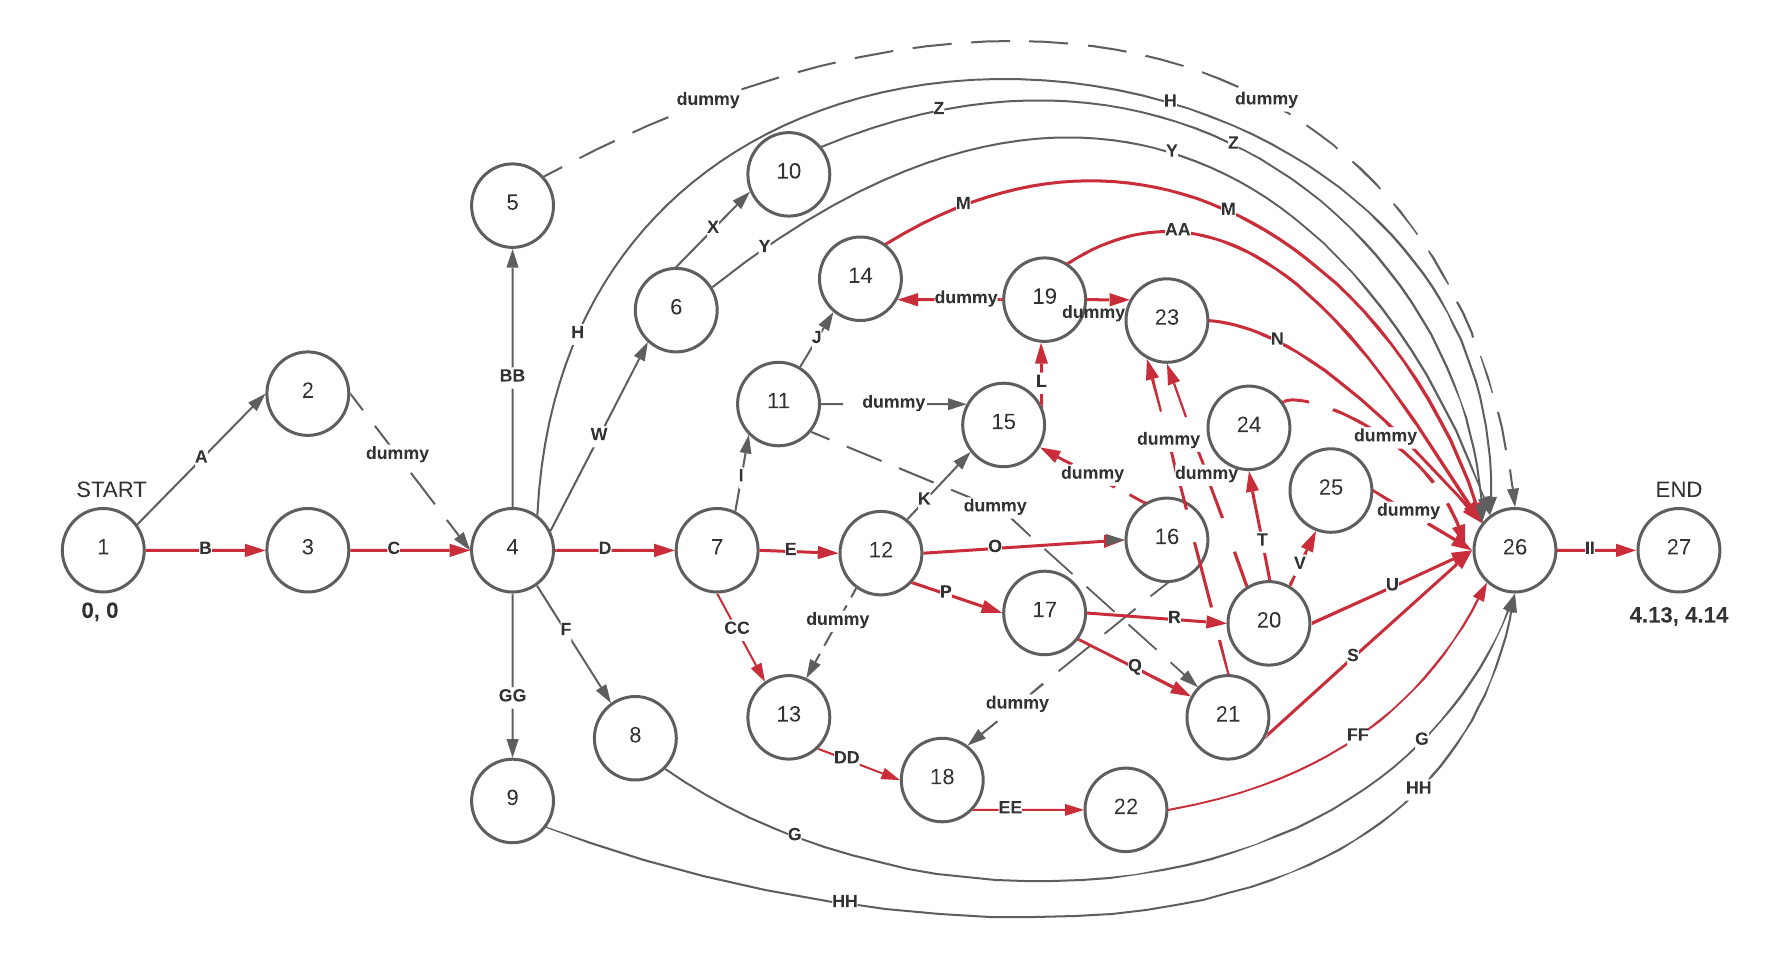 dummy
dummy
H
Z
Z
Y
10
5
M
M
X
AA
Y
14
19
dummy
dummy
6
23
H
J
N
BB
L
2
11
dummy
15
24
W
dummy
A
dummy
dummy
dummy
dummy
I
START
25
END
K
dummy
dummy
1
B
3
C
4
D
7
E
12
O
16
T
V
26
II
27
0, 0
4.13, 4.14
P
17
R
20
U
dummy
CC
F
Q
S
GG
dummy
13
21
8
FF
G
DD
18
HH
9
EE
22
G
HH